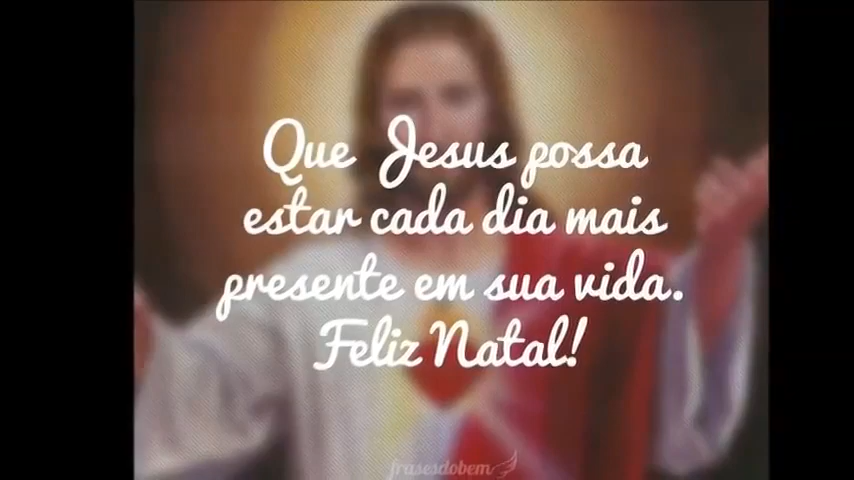 Que Jesus possa
estar cada dia mais
presente em sua vida.
Feliz Natal!
frasesdobem